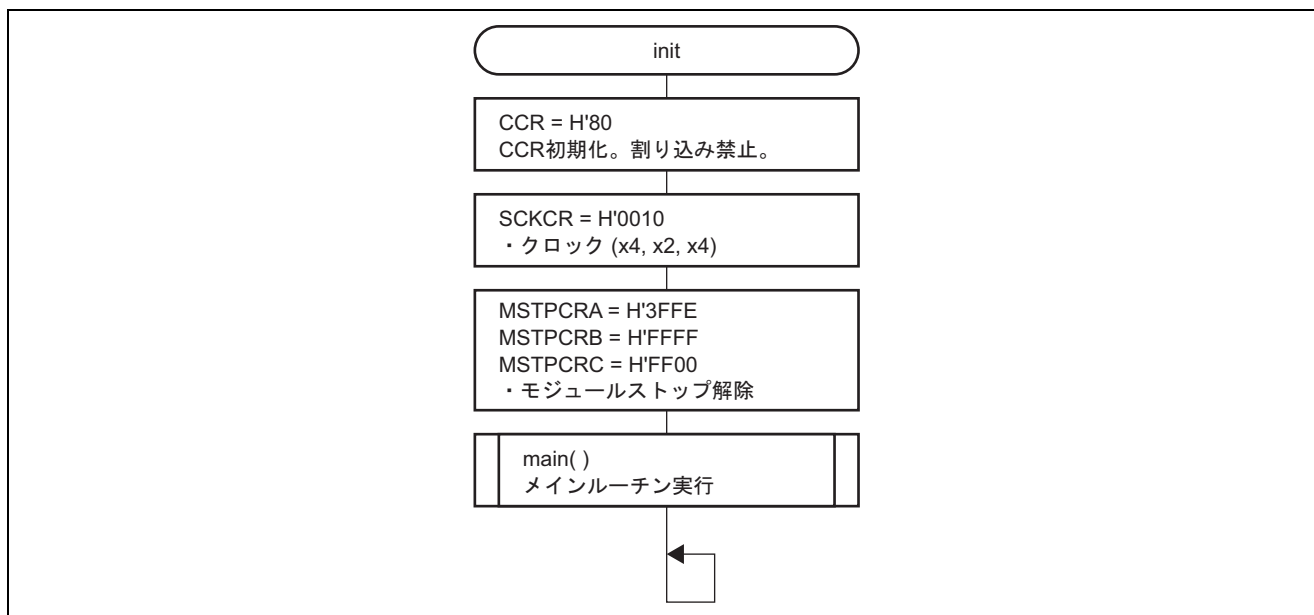 init
CCR = H'80
CCR初期化。割り込み禁止。
SCKCR = H'0010
・クロック (x4, x2, x4)
MSTPCRA = H'3FFE
MSTPCRB = H'FFFF
MSTPCRC = H'FF00
・モジュールストップ解除
main( )
メインルーチン実行